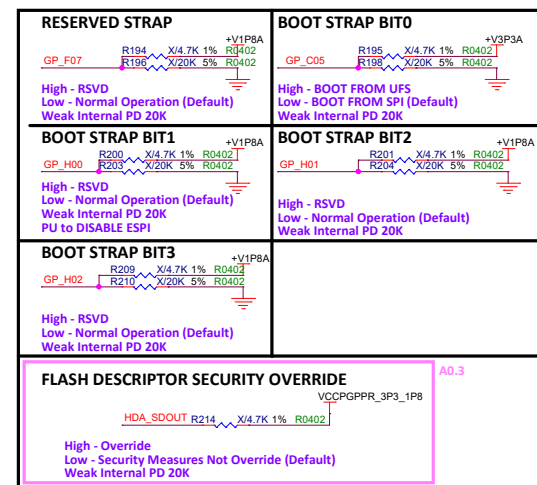 RESERVED STRAP
+V1P8A
R194 X/4.7K 1% R0402
GP_F07 R196 X/20K 5% R0402
High - RSVD
Low - Normal Operation (Default)
Weak Internal PD 20K
BOOT STRAP BIT0
+V3P3A
R195 X/4.7K 1% R0402
GP_C05 R198 X/20K 5% R0402
High - BOOT FROM UFS
Low - BOOT FROM SPI (Default)
Weak Internal PD 20K
BOOT STRAP BIT1
+V1P8A
R200 X/4.7K 1% R0402
GP_H00 R203 X/20K 5% R0402
High - RSVD
Low - Normal Operation (Default)
Weak Internal PD 20K
PU to DISABLE ESPI
BOOT STRAP BIT2
+V1P8A
R201 X/4.7K 1% R0402
GP_H01 R204 X/20K 5% R0402
High - RSVD
Low - Normal Operation (Default)
Weak Internal PD 20K
BOOT STRAP BIT3
+V1P8A
R209 X/4.7K 1% R0402
GP_H02 R210 X/20K 5% R0402
High - RSVD
Low - Normal Operation (Default)
Weak Internal PD 20K
A0.3
FLASH DESCRIPTOR SECURITY OVERRIDE
VCCPGPPR_3P3_1P8
HDA_SDOUT R214 X/4.7K 1% R0402
High - Override
Low - Security Measures Not Override (Default)
Weak Internal PD 20K